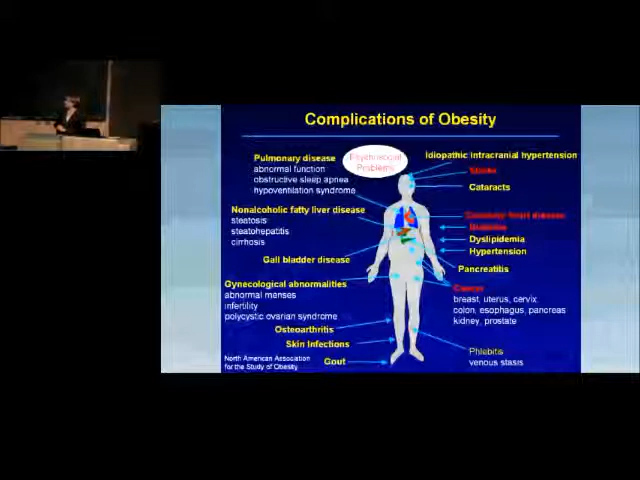 Complications of Obesity
Psychosocial
Problems
Pulmonary disease
abnormal function
obstructive sleep apnea
hypoventilation syndrome
Nonalcoholic fatty liver disease
steatosis
steatohepatitis
cirrhosis
Gall bladder disease
Gynecological abnormalities
abnormal menses
infertility
polycystic ovarian syndrome
Osteoarthritis
Skin Infections
Gout
North American Association
for the Study of Obesity
Idiopathic intracranial hypertension
Stroke
Cataracts
Coronary heart disease
Diabetes
Dyslipidemia
Hypertension
Pancreatitis
Cancer
breast, uterus, cervix,
colon, esophagus, pancreas
kidney, prostate
Phlebitis
venous stasis